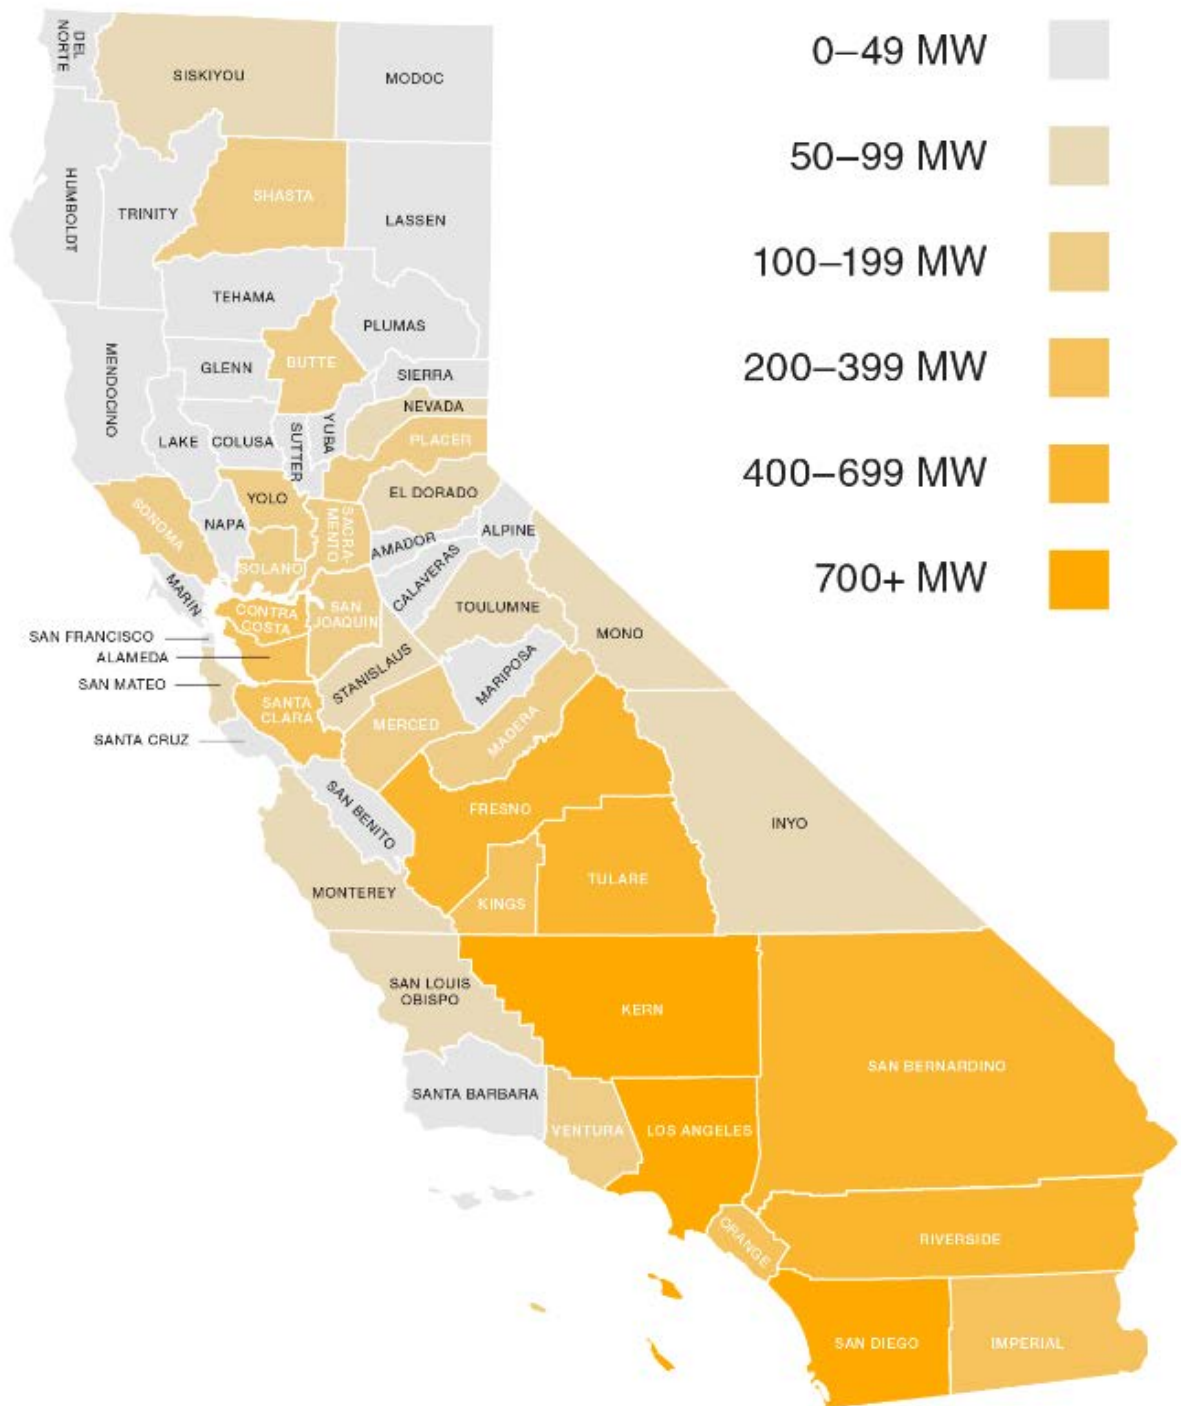 0–49 MW
50–99 MW
100–199 MW
200–399 MW
400–699 MW
700+ MW
DEL
NORTE
SISKIYOU
MODOC
HUMBOLDT
TRINITY
SHASTA
LASSEN
TEHAMA
PLUMAS
MENDOCINO
GLENN
BUTTE
SIERRA
NEVADA
LAKE
COLUSA
SUTTER
YUBA
PLACER
SONOMA
NAPA
YOLO
EL DORADO
SACRA-
MENTO
AMADOR
ALPINE
SOLANO
CALAVERAS
MARIN
CONTRA
COSTA
SAN
JOAQUIN
TOULUMNE
MONO
SAN FRANCISCO
ALAMEDA
SAN MATEO
STANISLAUS
MARIPOSA
SANTA
CLARA
MERCED
MADERA
SANTA CRUZ
SAN BENITO
FRESNO
INYO
MONTEREY
KINGS
TULARE
SAN LOUIS
OBISPO
KERN
SAN BERNARDINO
SANTA BARBARA
VENTURA
LOS ANGELES
ORANGE
RIVERSIDE
SAN DIEGO
IMPERIAL